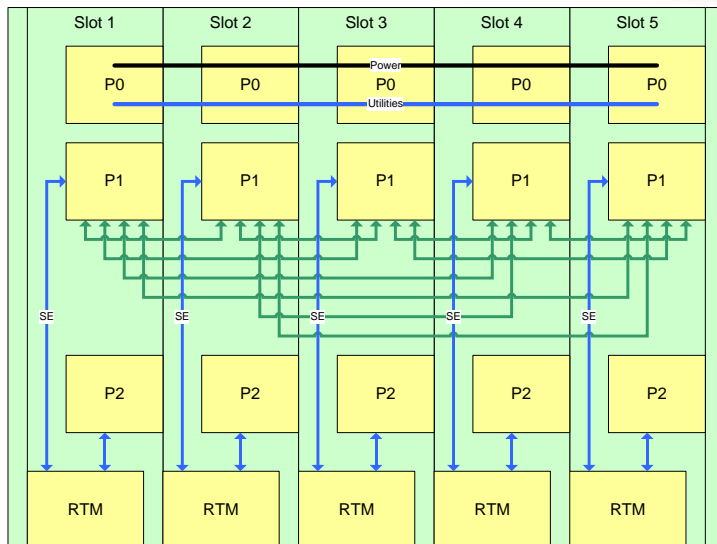 Slot 1 Slot 2 Slot 3 Slot 4 Slot 5
Power
P0 P0 P0 P0 P0
Utilities
P1 P1 P1 P1 P1
SE SE SE SE SE
P2 P2 P2 P2 P2
RTM RTM RTM RTM RTM